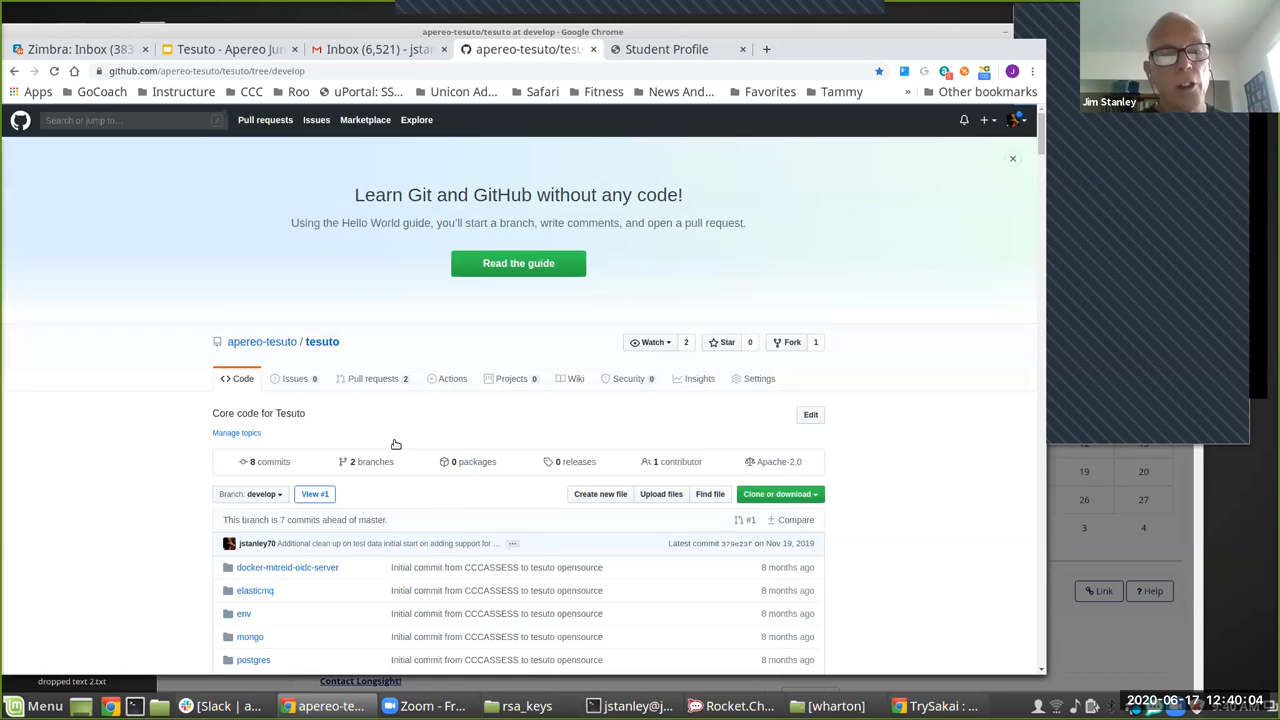 apereo-tesuto/tesuto at develop - Google Chrome
Zimbra: Inbox (383
Tesuto - Apereo Jun
Inbox (6,521) - jsta
apereo-tesuto/tesu
Student Profile
github.com/apereo-tesuto/tesuto/tree/develop
Apps
GoCoach
Instructure
CCC
Roo
uPortal: SS...
Unicon Ad...
Safari
Fitness
News And...
Favorites
Tammy
»
Other bookmarks
Jim Stanley
Search or jump to...
/
Pull requests
Issues
Marketplace
Explore
Learn Git and GitHub without any code!
Using the Hello World guide, you'll start a branch, write comments, and open a pull request.
Read the guide
apereo-tesuto / tesuto
Watch 2
Star 0
Fork 1
Code
Issues 0
Pull requests 2
Actions
Projects 0
Wiki
Security 0
Insights
Settings
Core code for Tesuto
Edit
Manage topics
8 commits
2 branches
0 packages
0 releases
1 contributor
Apache-2.0
Branch: develop
View #1
Create new file
Upload files
Find file
Clone or download
This branch is 7 commits ahead of master.
#1
Compare
jstanley70 Additional clean up on test data initial start on adding support for ...
Latest commit 379e23f on Nov 19, 2019
docker-mitreid-oidc-server Initial commit from CCCASSESS to tesuto opensource 8 months ago
elasticmq Initial commit from CCCASSESS to tesuto opensource 8 months ago
env Initial commit from CCCASSESS to tesuto opensource 8 months ago
mongo Initial commit from CCCASSESS to tesuto opensource 8 months ago
postgres Initial commit from CCCASSESS to tesuto opensource 8 months ago
19 20
26 27
3 4
Link
Help
dropped text 2.txt
Contact Longsight!
Menu
[Slack | a...
apereo-te...
Zoom - Fr...
rsa_keys
jstanley@j...
Rocket.Ch...
[wharton]
TrySakai |...
2020-06-17 12:40:04